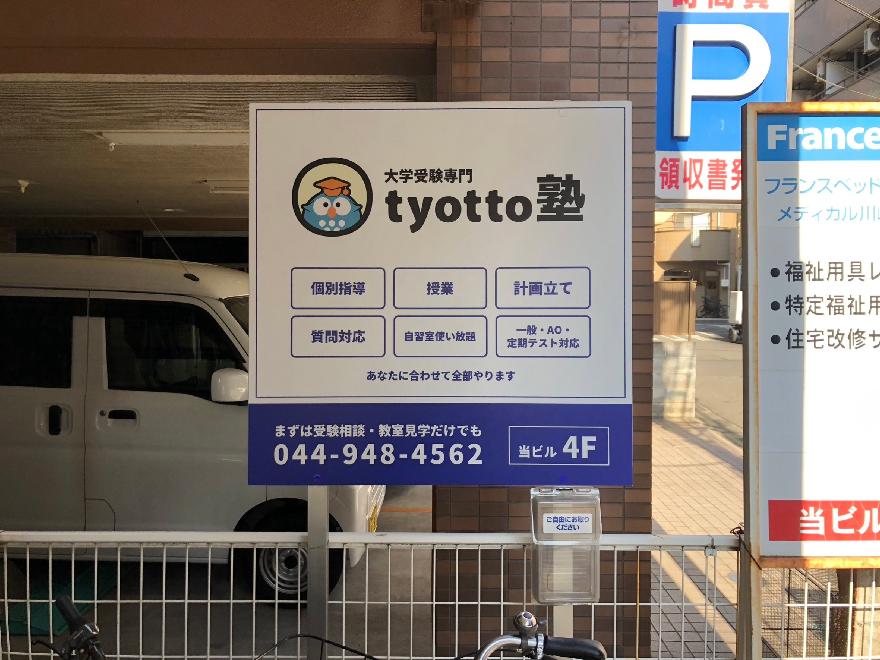 大学受験専門
tyotto塾
個別指導
授業
計画立て
質問対応
自習室使い放題
一般・AO・
定期テスト対応
あなたに合わせて全部やります
まずは受験相談・教室見学だけでも
044-948-4562
当ビル 4F
ご自由にお取り
ください
P
領収書発
France
フランスベッド
メディカル川
・福祉用具レ
・特定福祉用
・住宅改修サ
当ビル